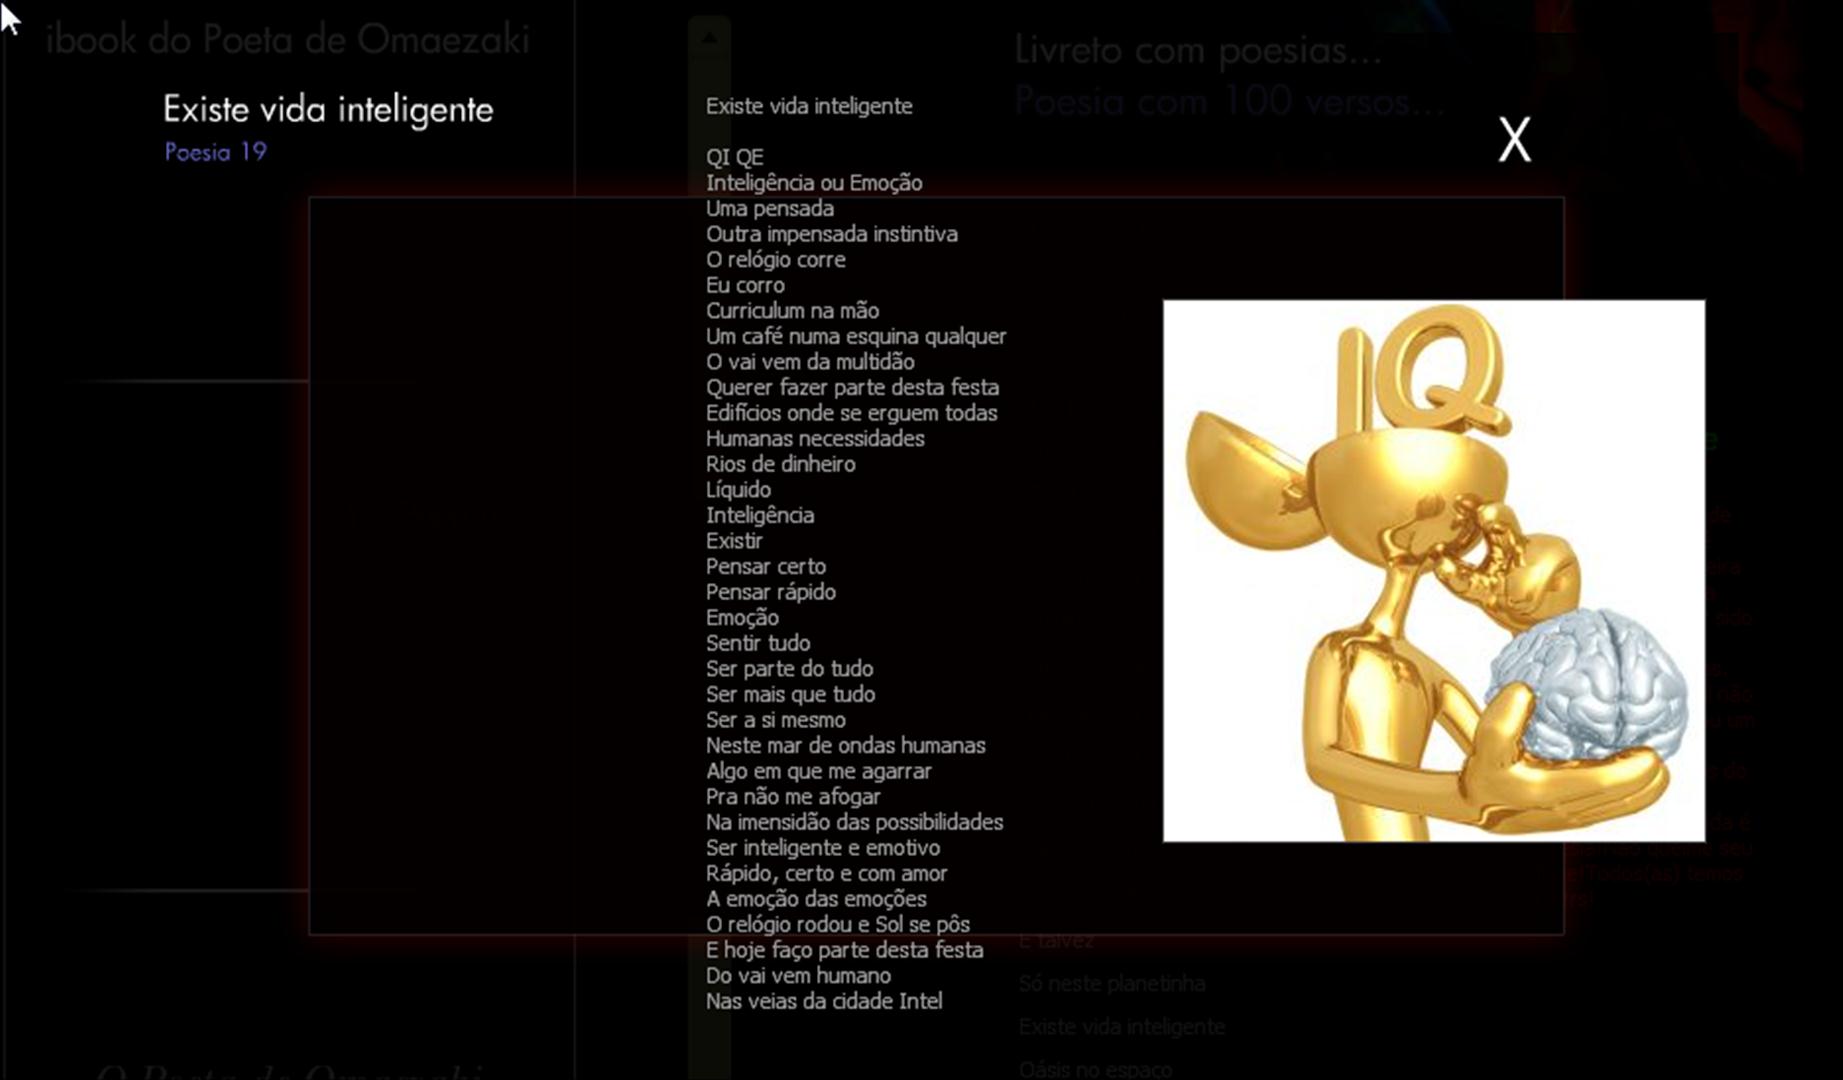 ibook do Poeta de Omaezaki
Existe vida inteligente
Poesia 19
Livreto com poesias...
Poesia com 100 versos...
X
Existe vida inteligente
QI QE
Inteligência ou Emoção
Uma pensada
Outra impensada instintiva
O relógio corre
Eu corro
Curriculum na mão
Um café numa esquina qualquer
O vai vem da multidão
Querer fazer parte desta festa
Edifícios onde se erguem todas
Humanas necessidades
Rios de dinheiro
Líquido
Inteligência
Existir
Pensar certo
Pensar rápido
Emoção
Sentir tudo
Ser parte do tudo
Ser mais que tudo
Ser a si mesmo
Neste mar de ondas humanas
Algo em que me agarrar
Pra não me afogar
Na imensidão das possibilidades
Ser inteligente e emotivo
Rápido, certo e com amor
A emoção das emoções
O relógio rodou e Sol se pôs
E hoje faço parte desta festa
Do vai vem humano
Nas veias da cidade Intel
IQ
E talvez
Só neste planetinha
Existe vida inteligente
Oásis no espaço
O Poeta de Omaezaki